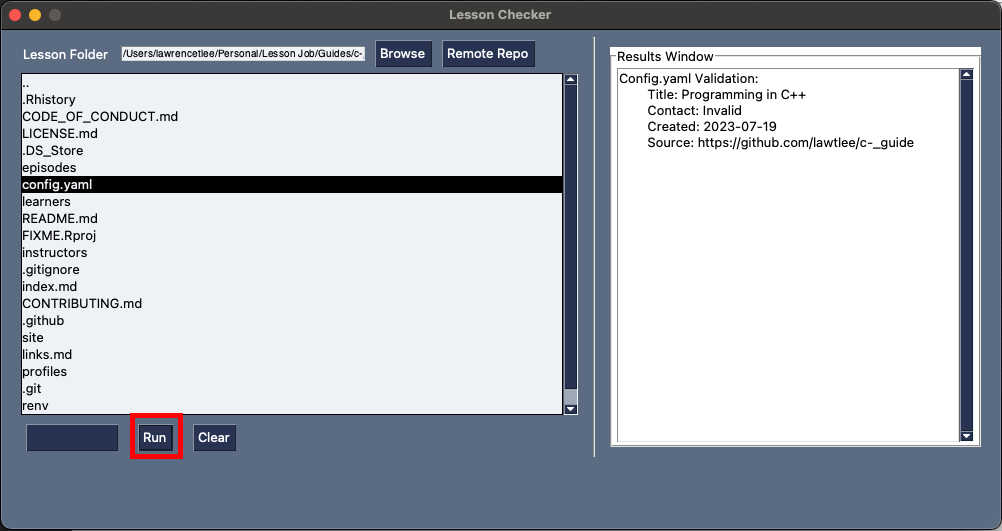 Lesson Checker
Lesson Folder /Users/lawrencetlee/Personal/Lesson Job/Guides/c- Browse Remote Repo
..
.Rhistory
CODE_OF_CONDUCT.md
LICENSE.md
.DS_Store
episodes
config.yaml
learners
README.md
FIXME.Rproj
instructors
.gitignore
index.md
CONTRIBUTING.md
.github
site
links.md
profiles
.git
renv
Run Clear
Results Window
Config.yaml Validation:
Title: Programming in C++
Contact: Invalid
Created: 2023-07-19
Source: https://github.com/lawtlee/c-_guide